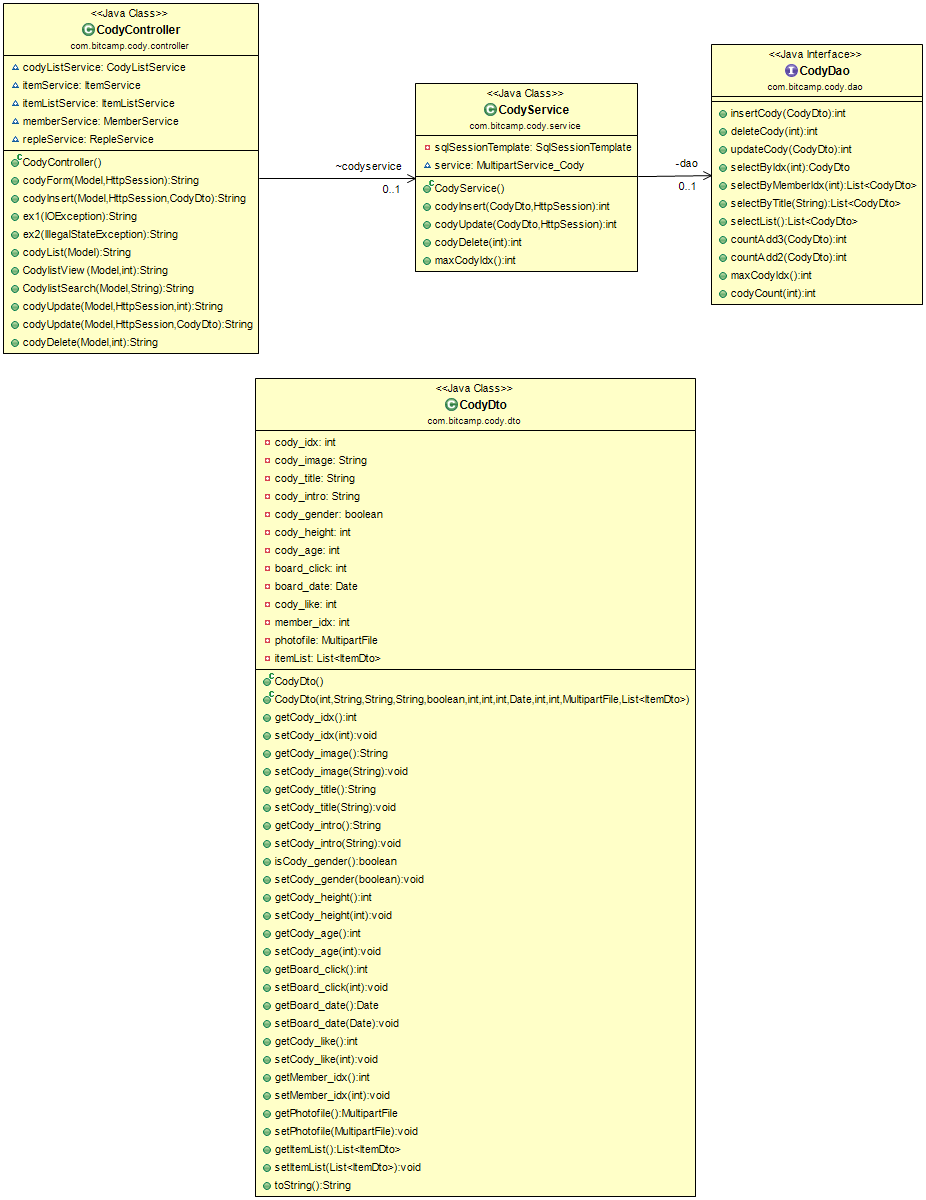 <<Java Class>>
CodyController
com.bitcamp.cody.controller
codyListService: CodyListService
itemService: ItemService
itemListService: ItemListService
memberService: MemberService
repleService: RepleService
CodyController()
codyForm(Model,HttpSession):String
codyInsert(Model,HttpSession,CodyDto):String
ex1(IOException):String
ex2(IllegalStateException):String
codyList(Model):String
CodylistView (Model,int):String
CodylistSearch(Model,String):String
codyUpdate(Model,HttpSession,int):String
codyUpdate(Model,HttpSession,CodyDto):String
codyDelete(Model,int):String
~codyservice
0..1
<<Java Class>>
CodyService
com.bitcamp.cody.service
sqlSessionTemplate: SqlSessionTemplate
service: MultipartService_Cody
CodyService()
codyInsert(CodyDto,HttpSession):int
codyUpdate(CodyDto,HttpSession):int
codyDelete(int):int
maxCodyIdx():int
-dao
0..1
<<Java Interface>>
CodyDao
com.bitcamp.cody.dao
insertCody(CodyDto):int
deleteCody(int):int
updateCody(CodyDto):int
selectByIdx(int):CodyDto
selectByMemberIdx(int):List<CodyDto>
selectByTitle(String):List<CodyDto>
selectList():List<CodyDto>
countAdd3(CodyDto):int
countAdd2(CodyDto):int
maxCodyIdx():int
codyCount(int):int
<<Java Class>>
CodyDto
com.bitcamp.cody.dto
cody_idx: int
cody_image: String
cody_title: String
cody_intro: String
cody_gender: boolean
cody_height: int
cody_age: int
board_click: int
board_date: Date
cody_like: int
member_idx: int
photofile: MultipartFile
itemList: List<ItemDto>
CodyDto()
CodyDto(int,String,String,String,boolean,int,int,int,Date,int,int,MultipartFile,List<ItemDto>)
getCody_idx():int
setCody_idx(int):void
getCody_image():String
setCody_image(String):void
getCody_title():String
setCody_title(String):void
getCody_intro():String
setCody_intro(String):void
isCody_gender():boolean
setCody_gender(boolean):void
getCody_height():int
setCody_height(int):void
getCody_age():int
setCody_age(int):void
getBoard_click():int
setBoard_click(int):void
getBoard_date():Date
setBoard_date(Date):void
getCody_like():int
setCody_like(int):void
getMember_idx():int
setMember_idx(int):void
getPhotofile():MultipartFile
setPhotofile(MultipartFile):void
getItemList():List<ItemDto>
setItemList(List<ItemDto>):void
toString():String